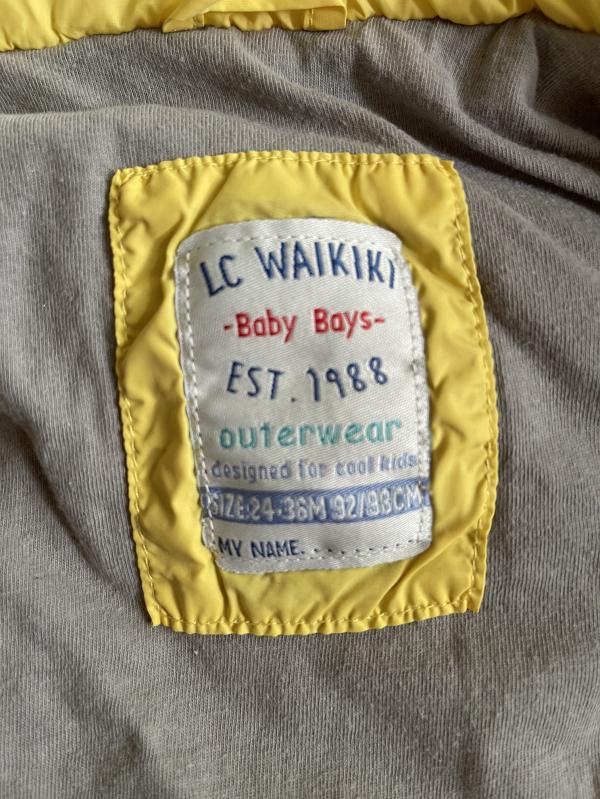 LC WAIKIKI
-Baby Bays-
EST. 1988
outerwear
designed for cool kids
SIZE:24-36M 92/98CM
MY NAME. . . . . . . . .